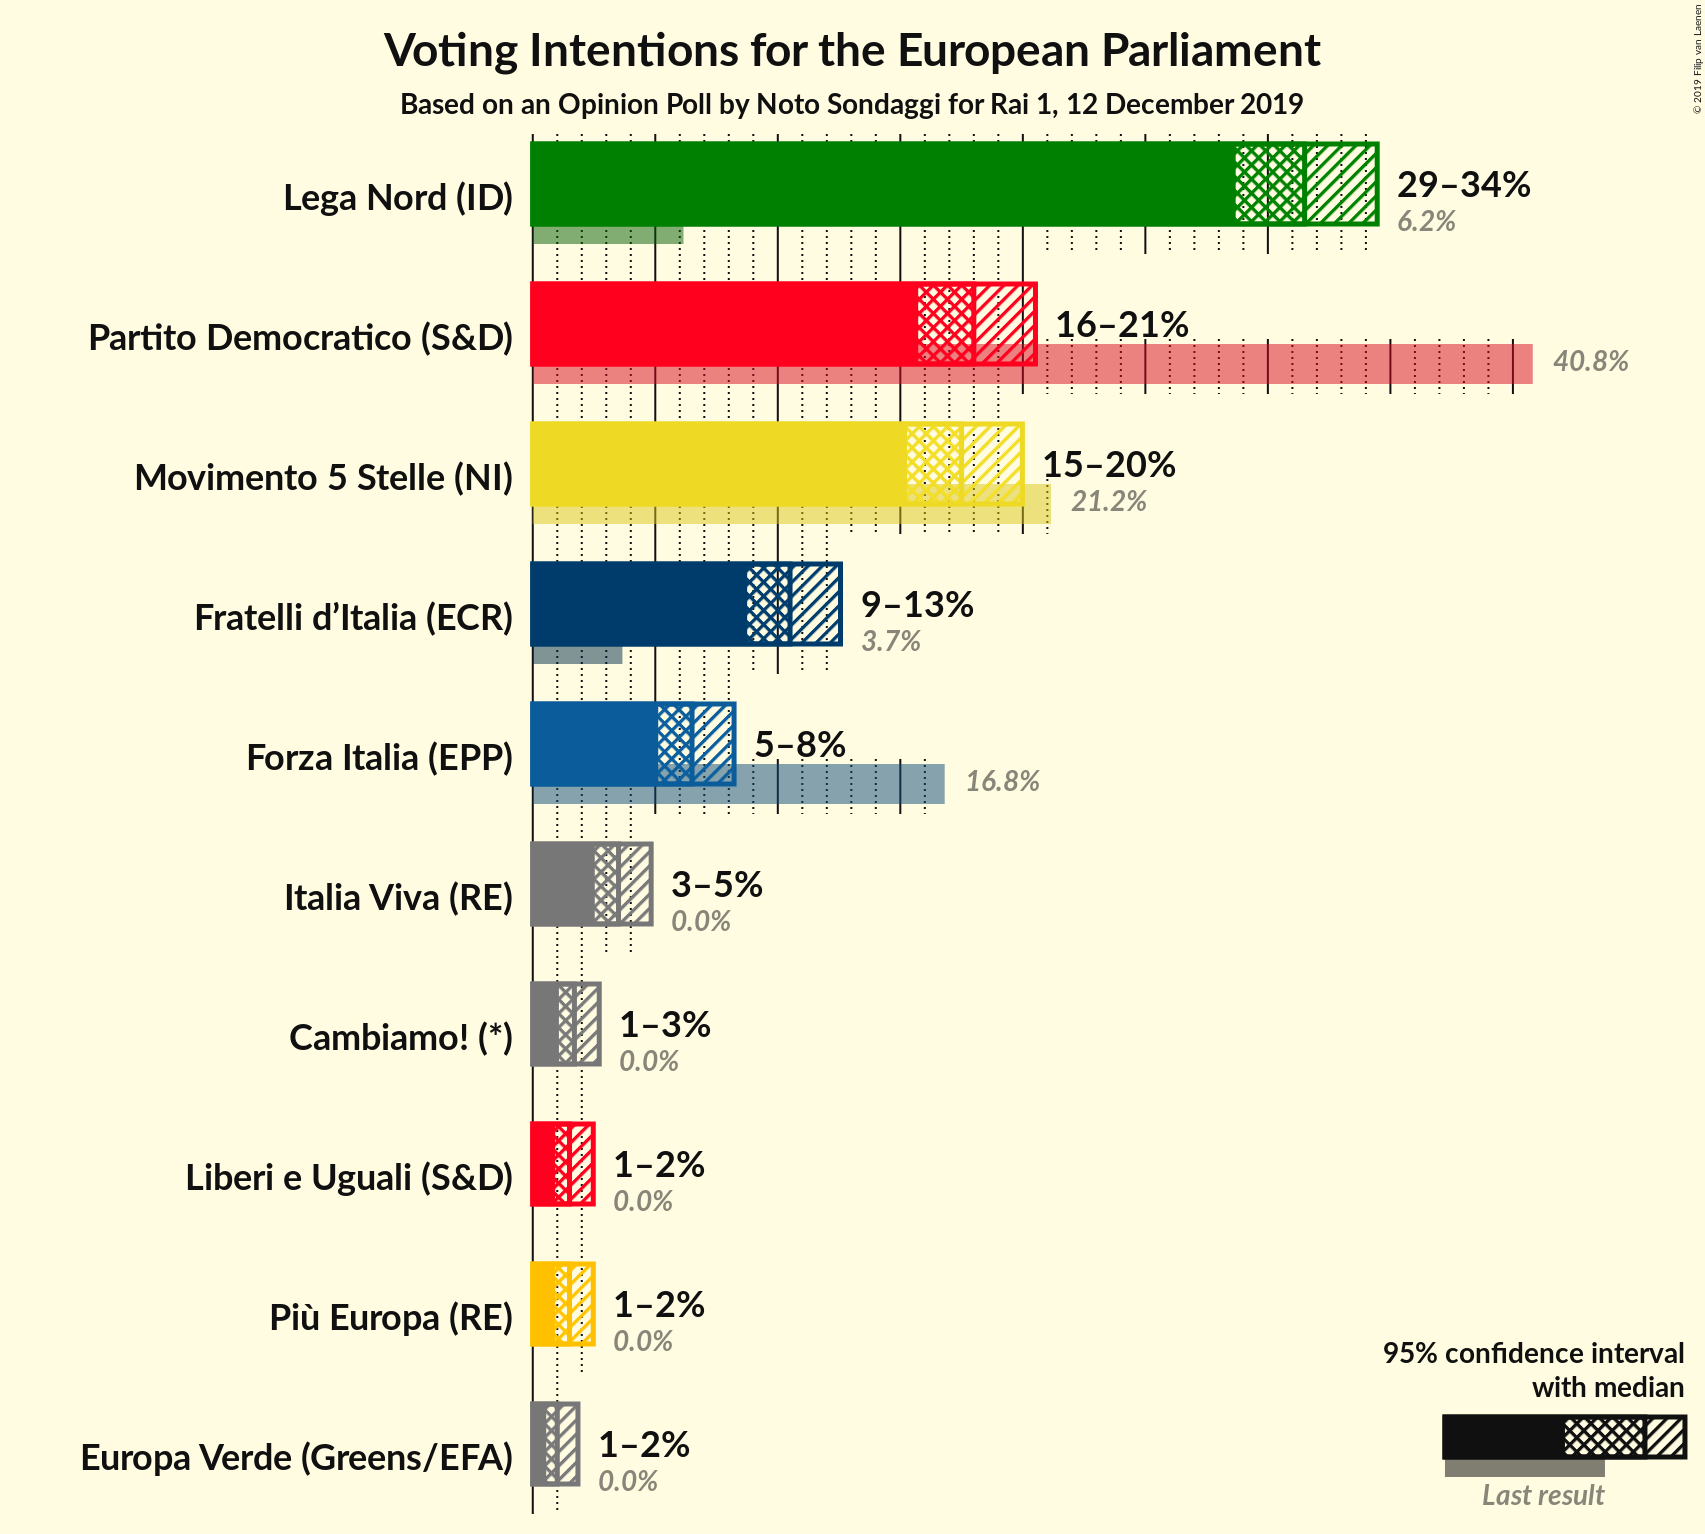 Voting Intentions for the European Parliament
Based on an Opinion Poll by Noto Sondaggi for Rai 1, 12 December 2019
© 2019 Filip van Laenen
Lega Nord (ID)
29–34%
6.2%
Partito Democratico (S&D)
16–21%
40.8%
Movimento 5 Stelle (NI)
15–20%
21.2%
Fratelli d’Italia (ECR)
9–13%
3.7%
Forza Italia (EPP)
5–8%
16.8%
Italia Viva (RE)
3–5%
0.0%
Cambiamo! (*)
1–3%
0.0%
Liberi e Uguali (S&D)
1–2%
0.0%
Più Europa (RE)
1–2%
0.0%
Europa Verde (Greens/EFA)
1–2%
0.0%
95% confidence interval
with median
Last result